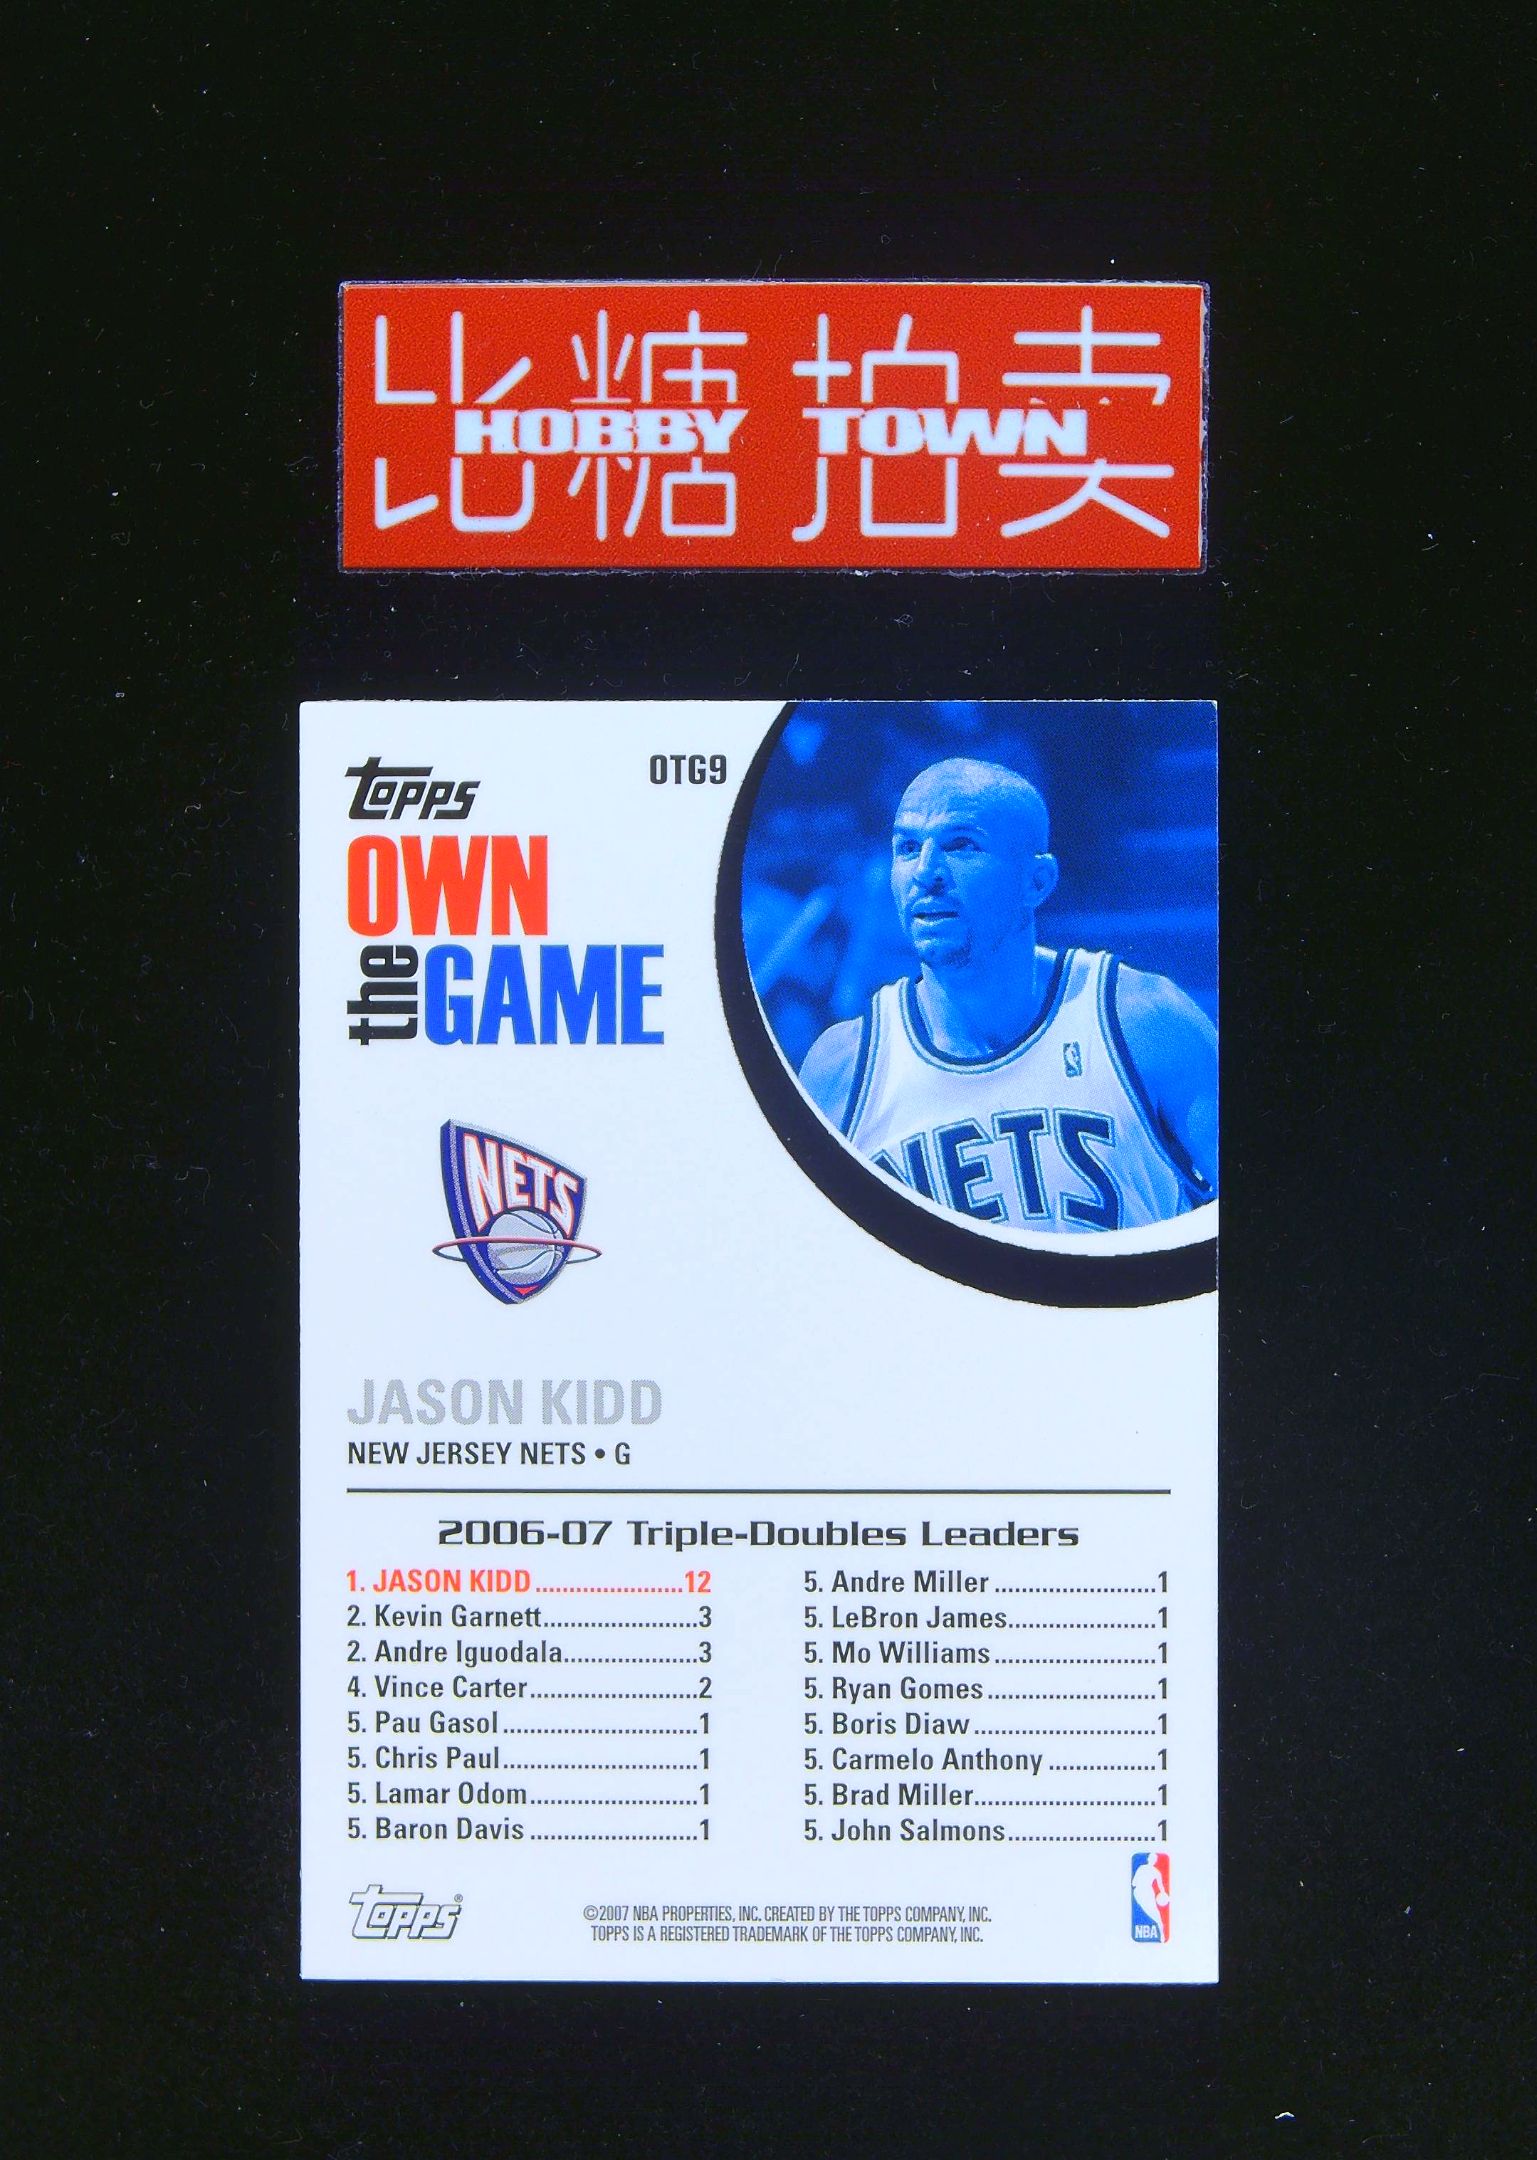 比糖拍卖
HOBBY TOWN
Topps
OTG9
OWN
the GAME
NETS
NETS
JASON KIDD
NEW JERSEY NETS • G
2006-07 Triple-Doubles Leaders
1. JASON KIDD......................12
2. Kevin Garnett.......................3
2. Andre Iguodala....................3
4. Vince Carter.........................2
5. Pau Gasol.............................1
5. Chris Paul.............................1
5. Lamar Odom.........................1
5. Baron Davis.........................1
5. Andre Miller........................1
5. LeBron James......................1
5. Mo Williams........................1
5. Ryan Gomes.........................1
5. Boris Diaw...........................1
5. Carmelo Anthony................1
5. Brad Miller...........................1
5. John Salmons......................1
Topps®
©2007 NBA PROPERTIES, INC. CREATED BY THE TOPPS COMPANY, INC.
TOPPS IS A REGISTERED TRADEMARK OF THE TOPPS COMPANY, INC.
NBA